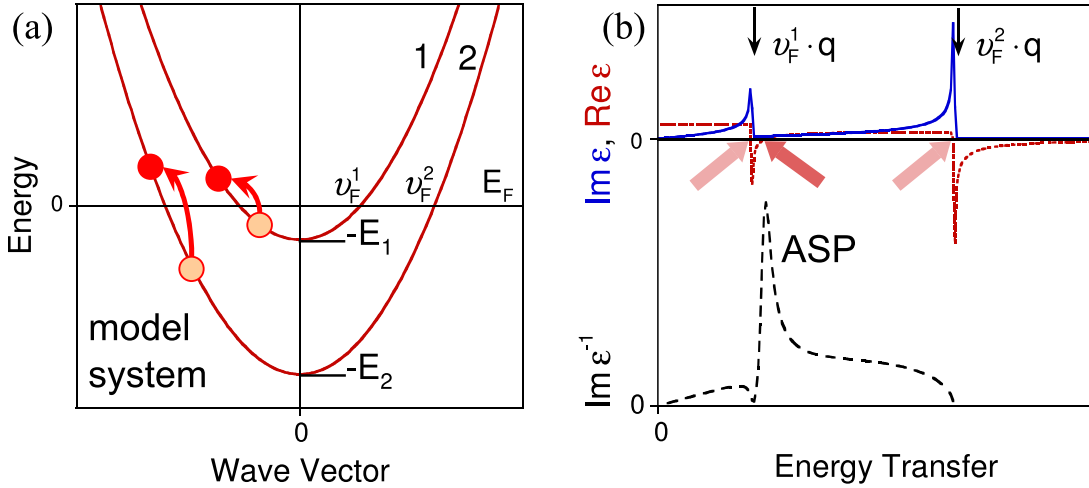 (a)
1
2
υ_F^1
υ_F^2
E_F
0
-E_1
-E_2
model
system
Energy
0
Wave Vector
(b)
υ_F^1 · q
υ_F^2 · q
Im ε, Re ε
0
ASP
Im ε^-1
0
0
Energy Transfer